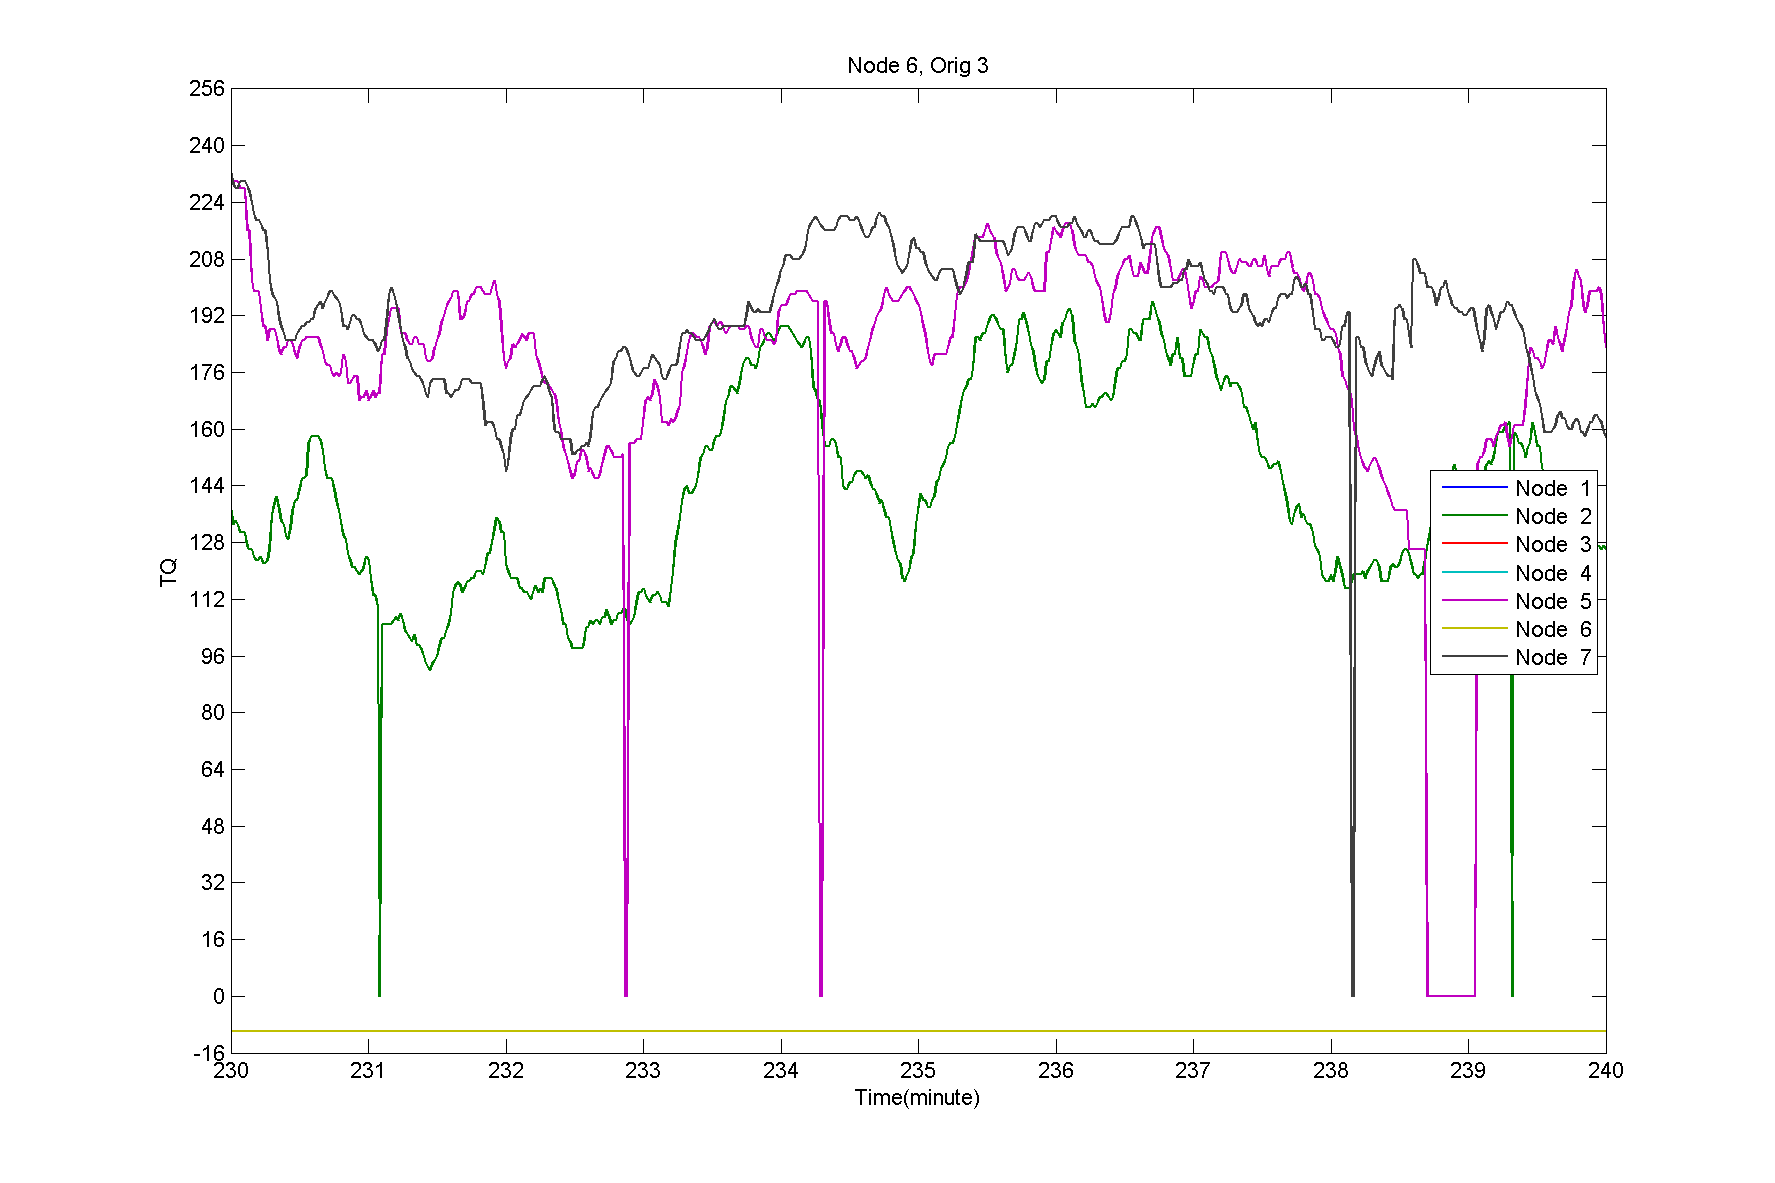 Node 6, Orig 3
256
240
224
208
192
176
160
144
128
112
96
80
64
48
32
16
0
-16
TQ
Node 1
Node 2
Node 3
Node 4
Node 5
Node 6
Node 7
230 231 232 233 234 235 236 237 238 239 240
Time(minute)